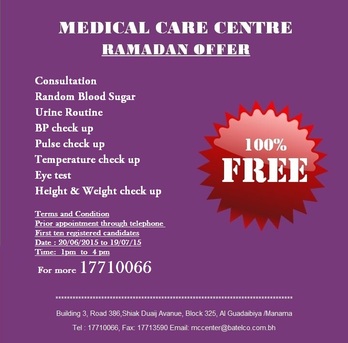 MEDICAL CARE CENTRE
RAMADAN OFFER
Consultation
Random Blood Sugar
Urine Routine
BP check up
Pulse check up
Temperature check up
Eye test
Height & Weight check up
100%
FREE
Terms and Condition
Prior appointment through telephone
First ten registered candidates
Date : 20/06/2015 to 19/07/15
Time: 1pm to 4 pm
For more 17710066
Building 3, Road 386,Shiak Duaij Avanue, Block 325, Al Guadaibiya /Manama
Tel : 17710066, Fax: 17713590 Email: mccenter@batelco.com.bh